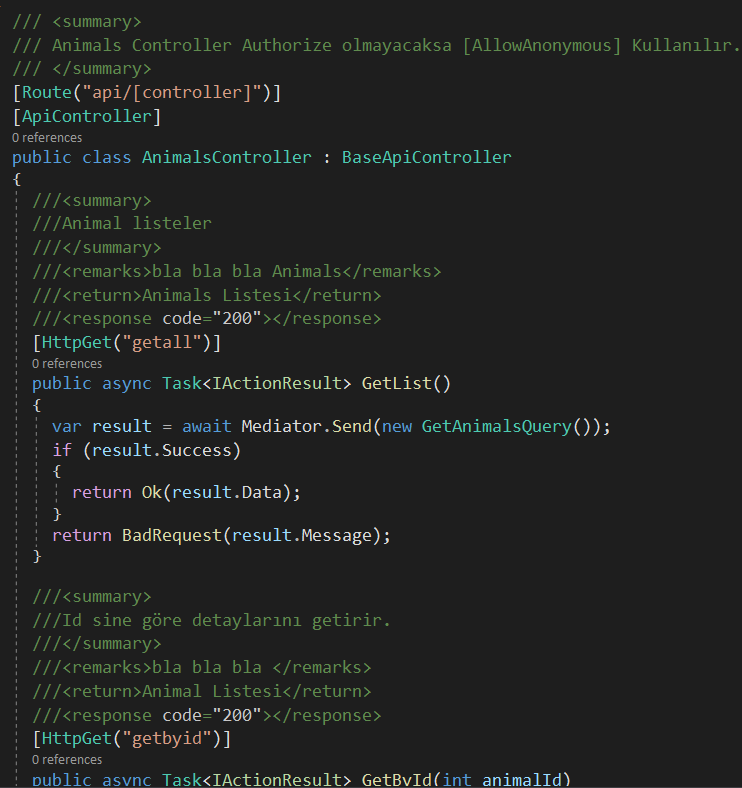 /// <summary>
/// Animals Controller Authorize olmayacaksa [AllowAnonymous] Kullanılır.
/// </summary>
[Route("api/[controller]")]
[ApiController]
0 references
public class AnimalsController : BaseApiController
{
///<summary>
///Animal listeler
///</summary>
///<remarks>bla bla bla Animals</remarks>
///<return>Animals Listesi</return>
///<response code="200"></response>
[HttpGet("getall")]
0 references
public async Task<IActionResult> GetList()
{
var result = await Mediator.Send(new GetAnimalsQuery());
if (result.Success)
{
return Ok(result.Data);
}
return BadRequest(result.Message);
}
///<summary>
///Id sine göre detaylarını getirir.
///</summary>
///<remarks>bla bla bla </remarks>
///<return>Animal Listesi</return>
///<response code="200"></response>
[HttpGet("getbyid")]
0 references
public async Task<IActionResult> GetById(int animalId)